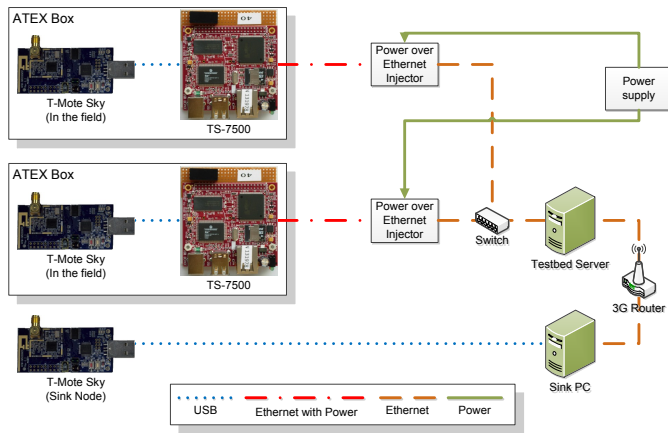 ATEX Box
T-Mote Sky
(In the field)
TS-7500
Power over
Ethernet
Injector
Power
supply
ATEX Box
T-Mote Sky
(In the field)
TS-7500
Power over
Ethernet
Injector
Switch
Testbed Server
3G Router
T-Mote Sky
(Sink Node)
Sink PC
USB
Ethernet with Power
Ethernet
Power